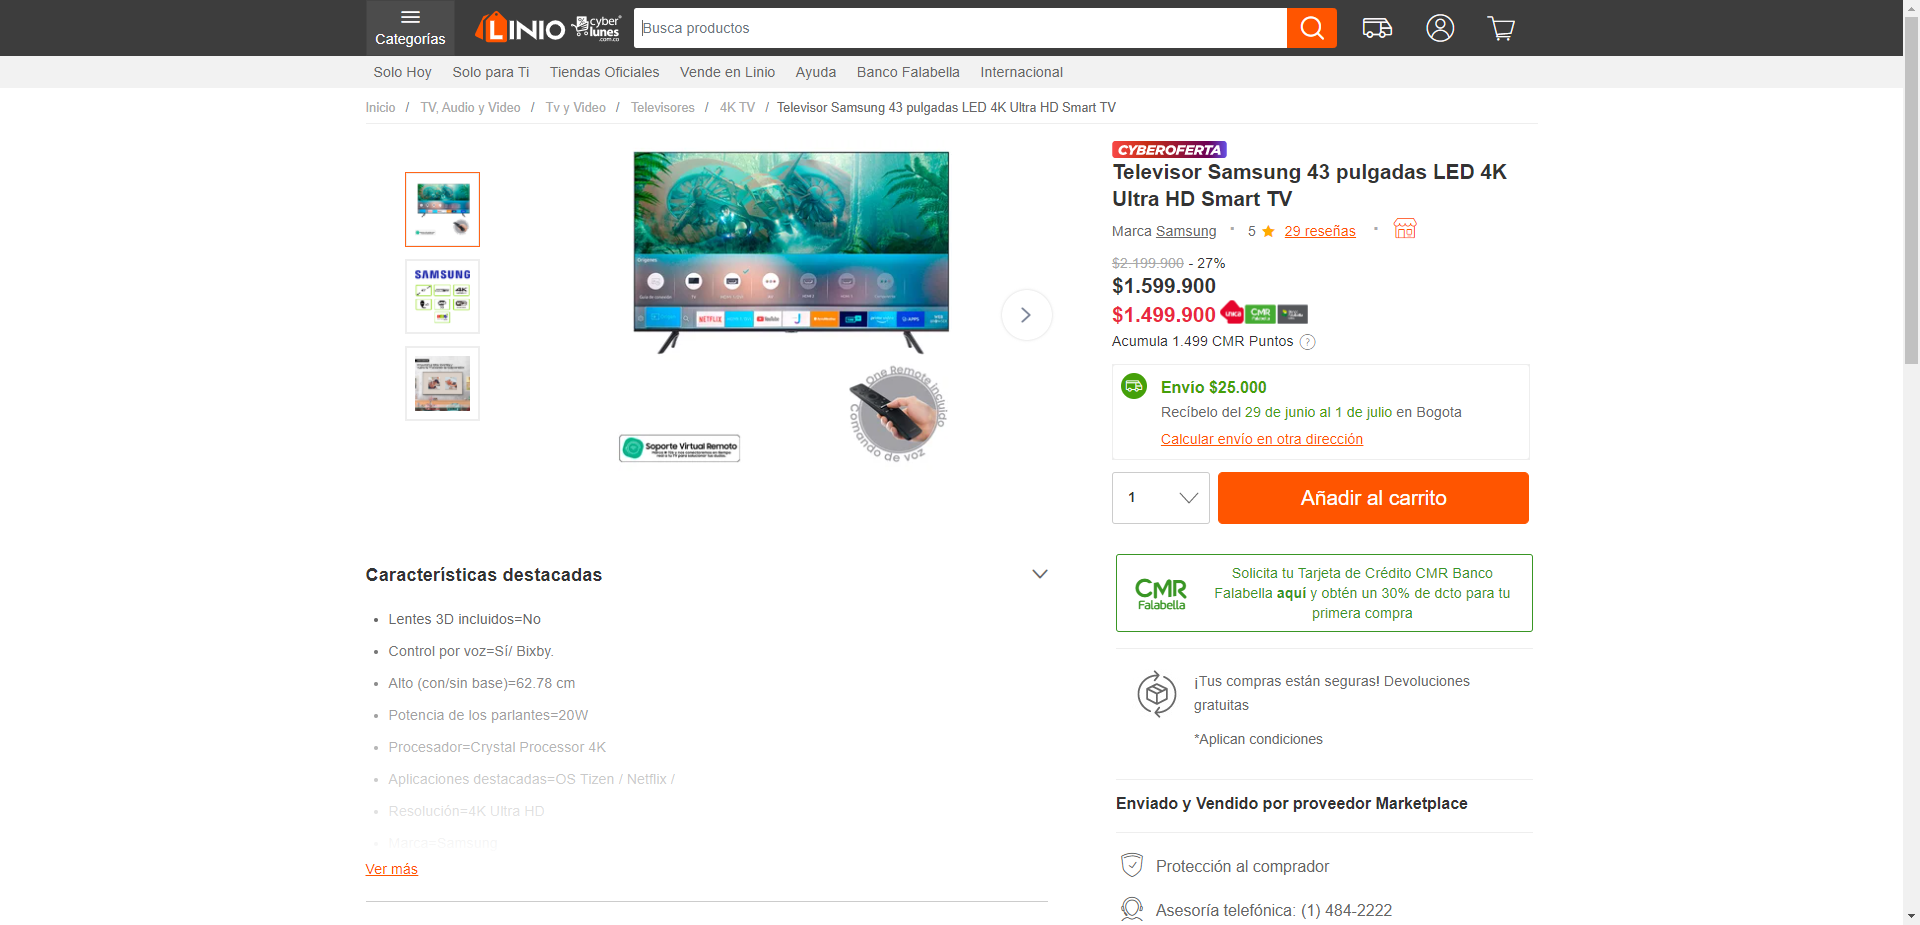 Categorías
LINIO
cyber
lunes
.com.co
Busca productos
Solo Hoy
Solo para Ti
Tiendas Oficiales
Vende en Linio
Ayuda
Banco Falabella
Internacional
Inicio / TV, Audio y Video / Tv y Video / Televisores / 4K TV / Televisor Samsung 43 pulgadas LED 4K Ultra HD Smart TV
SAMSUNG
4K
NETFLIX
YouTube
APPS
One Remote incluido
Comando de voz
Soporte Virtual Remoto
CYBEROFERTA
Televisor Samsung 43 pulgadas LED 4K
Ultra HD Smart TV
Marca Samsung
5
29 reseñas
$2.199.900 - 27%
$1.599.900
$1.499.900
única
CMR
Falabella
Acumula 1.499 CMR Puntos ?
Envío $25.000
Recíbelo del 29 de junio al 1 de julio en Bogota
Calcular envío en otra dirección
1
Añadir al carrito
CMR
Falabella
Solicita tu Tarjeta de Crédito CMR Banco
Falabella aquí y obtén un 30% de dcto para tu
primera compra
¡Tus compras están seguras! Devoluciones
gratuitas
*Aplican condiciones
Enviado y Vendido por proveedor Marketplace
Protección al comprador
Asesoría telefónica: (1) 484-2222
Características destacadas
Lentes 3D incluidos=No
Control por voz=Sí/ Bixby.
Alto (con/sin base)=62.78 cm
Potencia de los parlantes=20W
Procesador=Crystal Processor 4K
Aplicaciones destacadas=OS Tizen / Netflix /
Resolución=4K Ultra HD
Marca=Samsung
Ver más